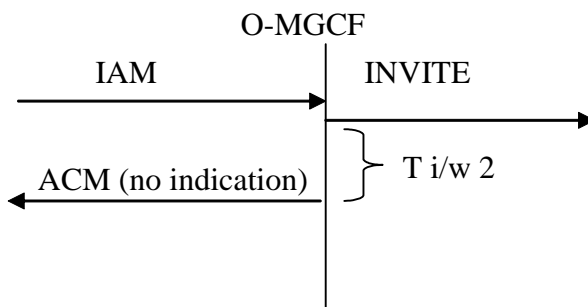 O-MGCF
IAM
INVITE
T i/w 2
ACM (no indication)